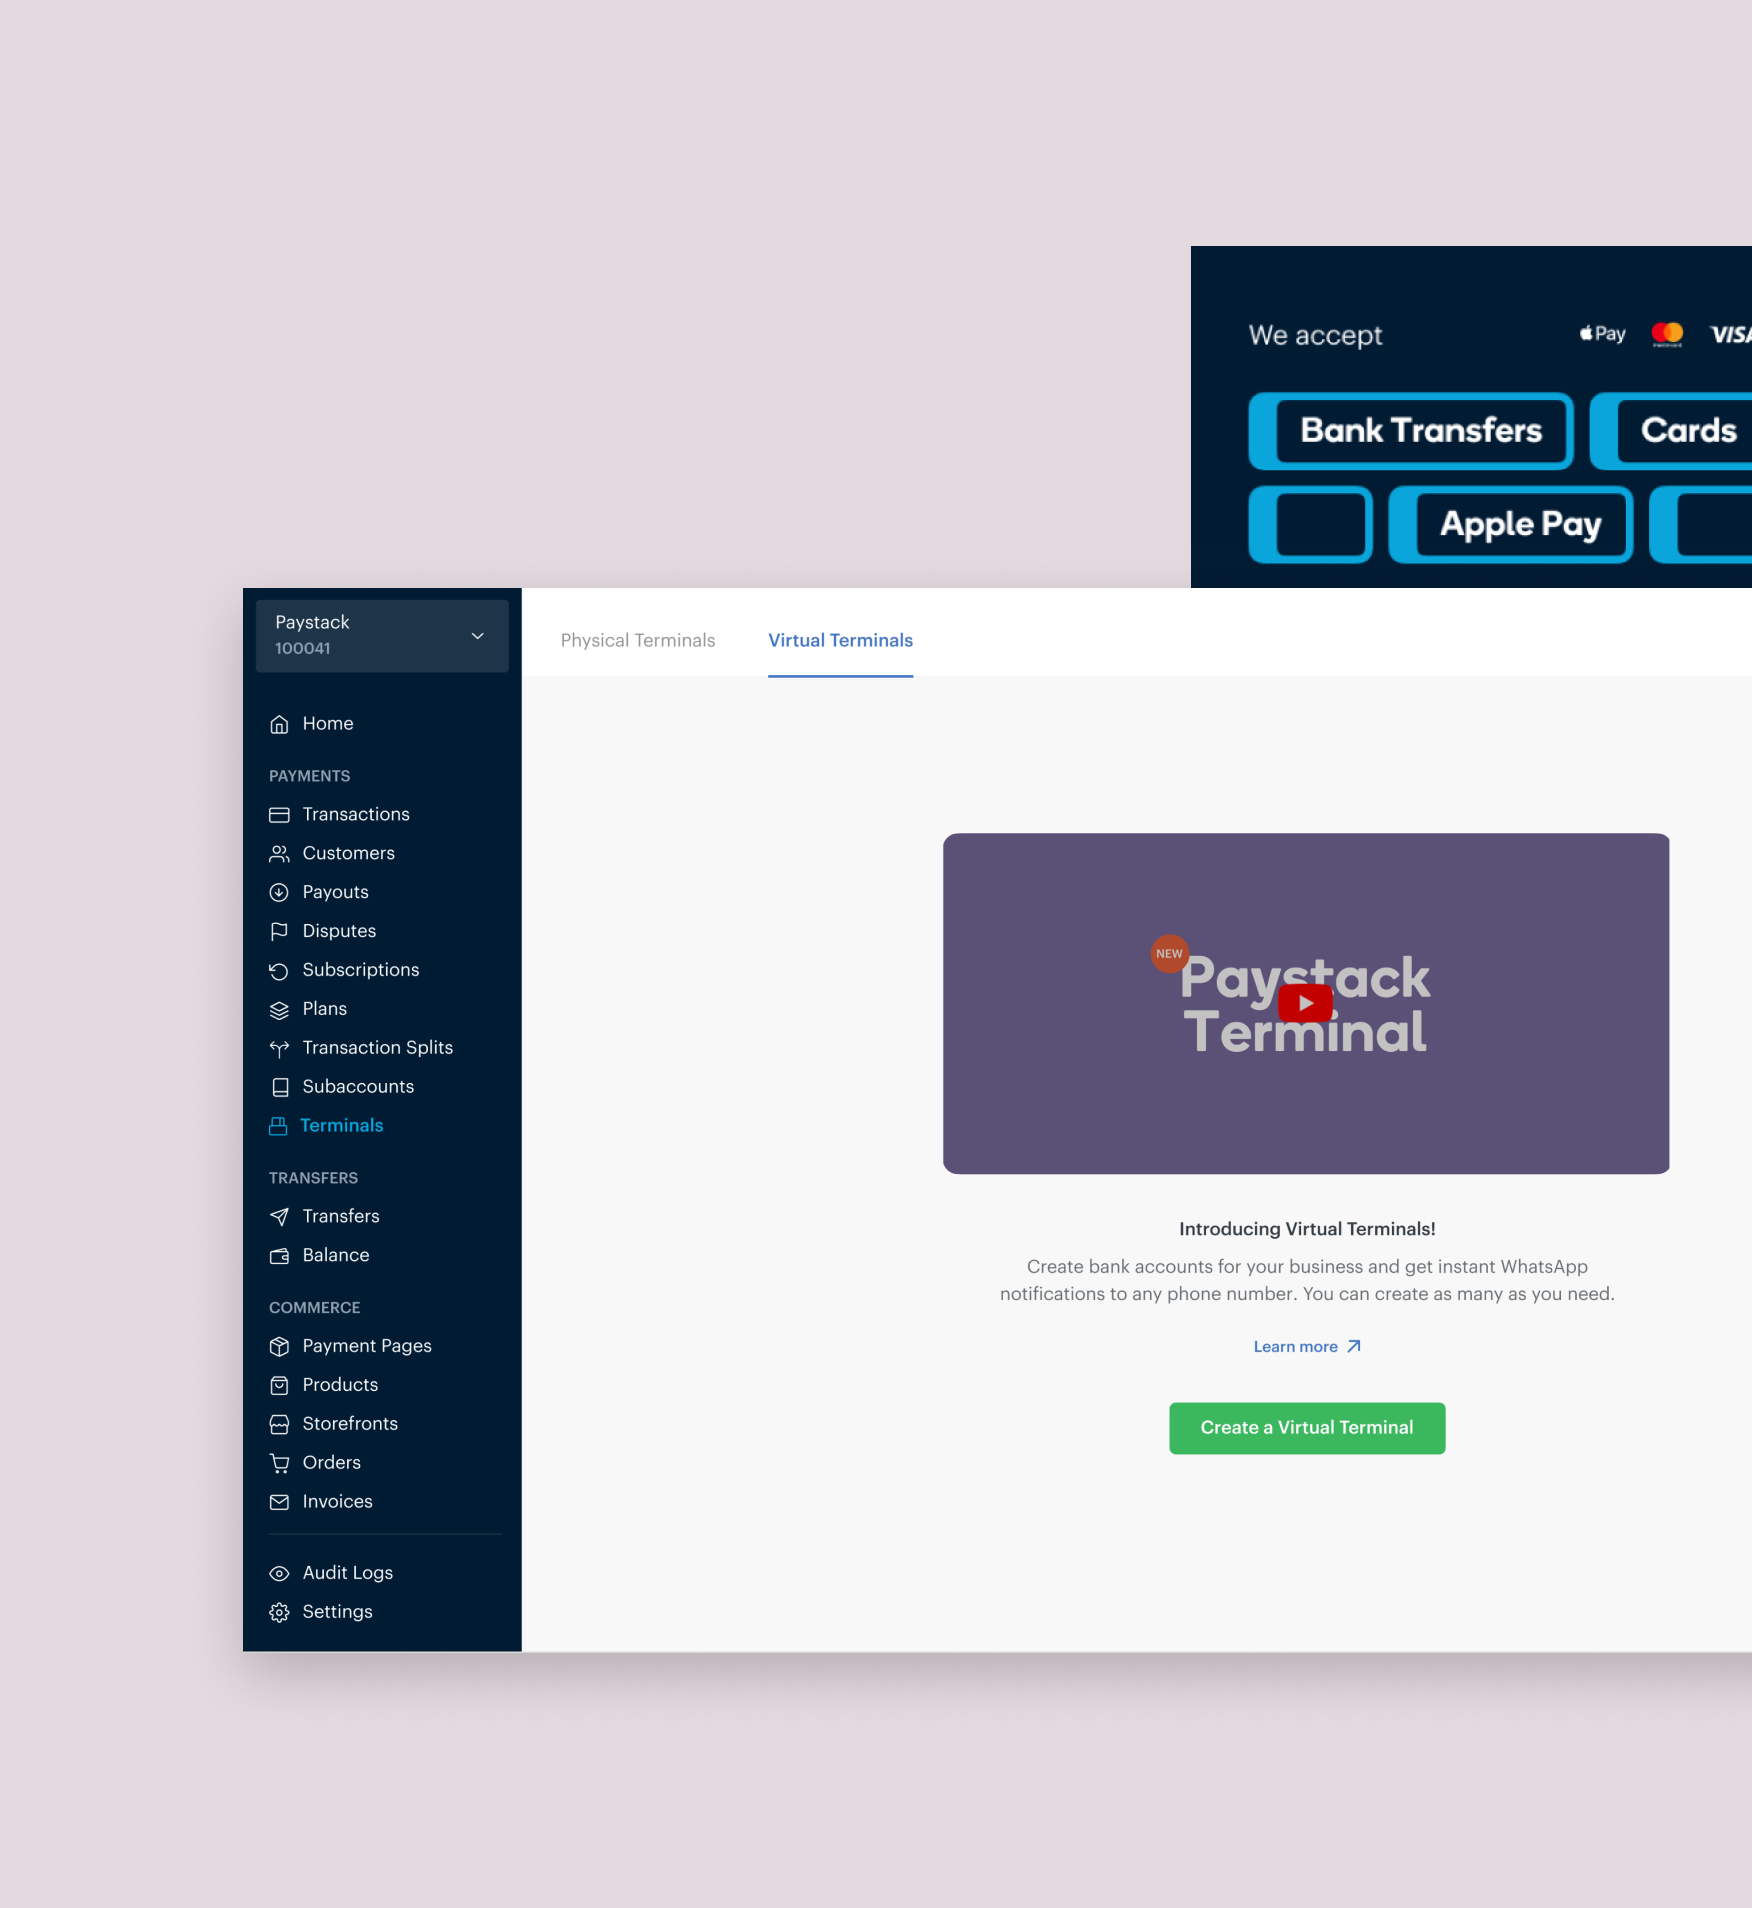 We accept
Pay
VISA
Bank Transfers
Cards
Apple Pay
Paystack
100041
Physical Terminals
Virtual Terminals
Home
PAYMENTS
Transactions
Customers
Payouts
Disputes
Subscriptions
Plans
Transaction Splits
Subaccounts
Terminals
TRANSFERS
Transfers
Balance
COMMERCE
Payment Pages
Products
Storefronts
Orders
Invoices
Audit Logs
Settings
NEW
Paystack
Terminal
Introducing Virtual Terminals!
Create bank accounts for your business and get instant WhatsApp
notifications to any phone number. You can create as many as you need.
Learn more
Create a Virtual Terminal